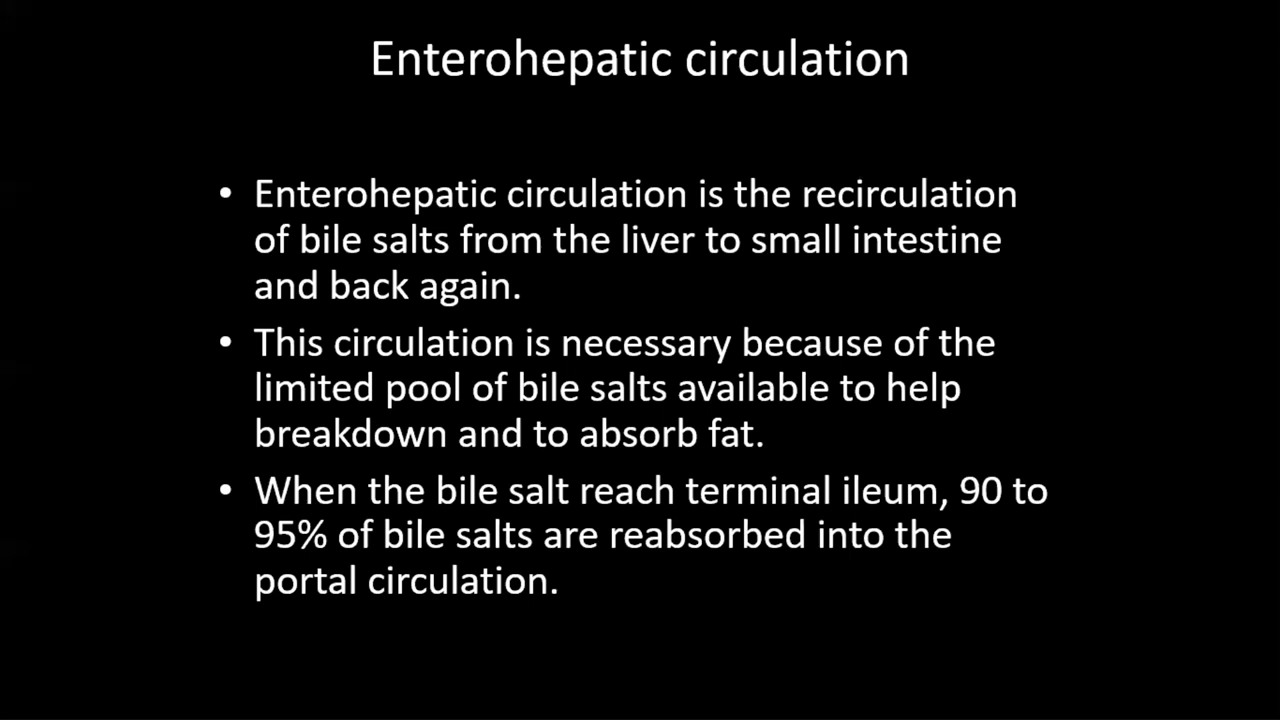 Enterohepatic circulation
• Enterohepatic circulation is the recirculation
of bile salts from the liver to small intestine
and back again.
• This circulation is necessary because of the
limited pool of bile salts available to help
breakdown and to absorb fat.
• When the bile salt reach terminal ileum, 90 to
95% of bile salts are reabsorbed into the
portal circulation.